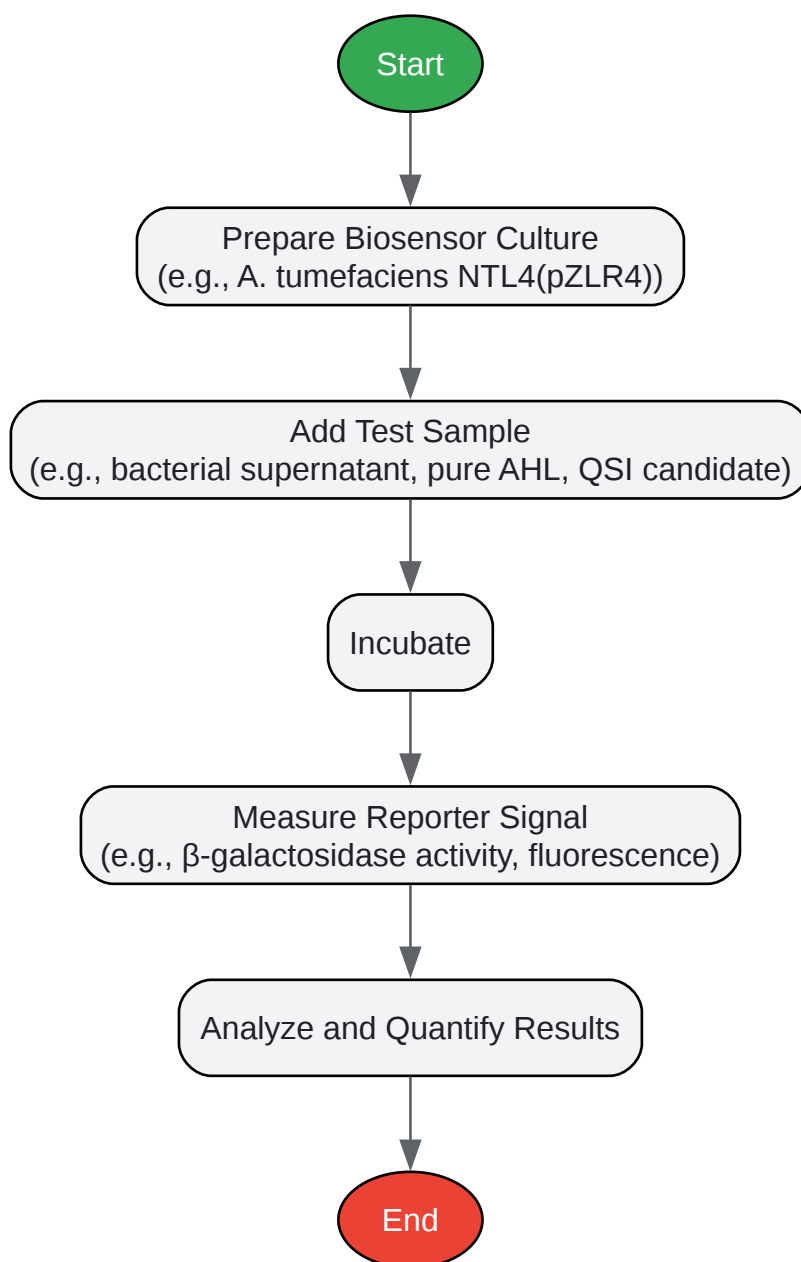 Start
Prepare Biosensor Culture
(e.g., A. tumefaciens NTL4(pZLR4))
Add Test Sample
(e.g., bacterial supernatant, pure AHL, QSI candidate)
Incubate
Measure Reporter Signal
(e.g., β-galactosidase activity, fluorescence)
Analyze and Quantify Results
End